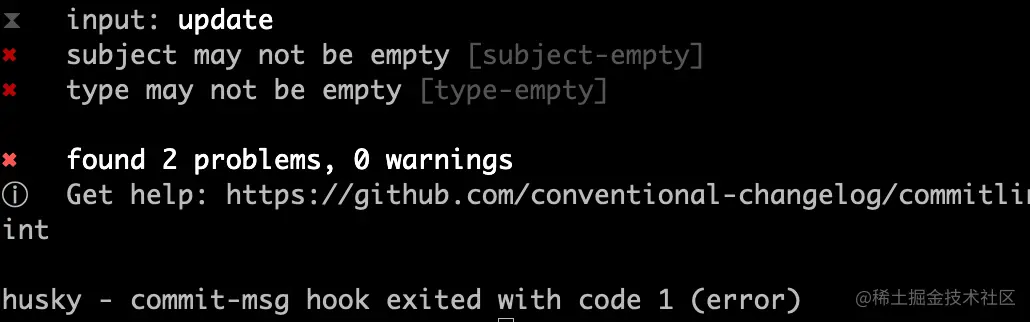 ⧗   input: update
✖   subject may not be empty [subject-empty]
✖   type may not be empty [type-empty]
✖   found 2 problems, 0 warnings
ⓘ   Get help: https://github.com/conventional-changelog/commitlin
int
husky - commit-msg hook exited with code 1 (error)
@稀土掘金技术社区